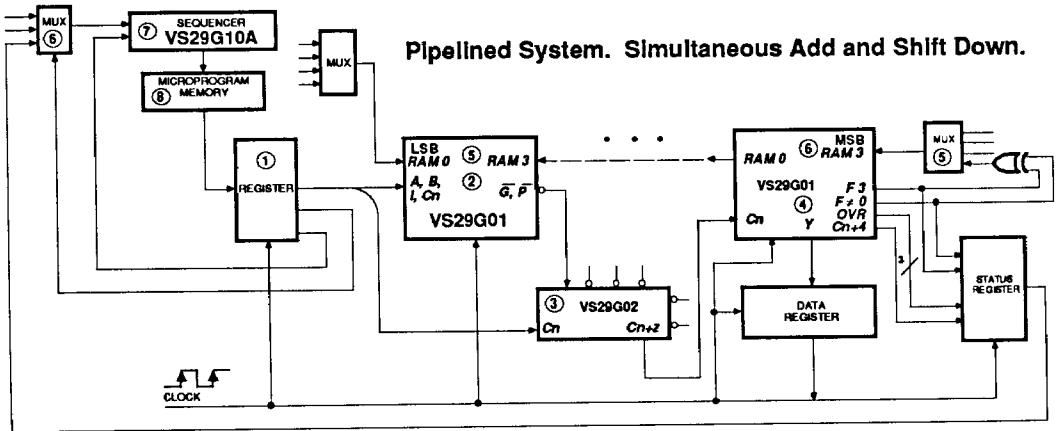 MUX
⑥
⑦
SEQUENCER
VS29G10A
⑧
MICROPROGRAM
MEMORY
MUX
Pipelined System. Simultaneous Add and Shift Down.
①
REGISTER
LSB
RAM 0
⑤
RAM 3
②
A, B,
I, Cn
G̅, P̅
VS29G01
• • •
⑥
MSB
RAM 0
RAM 3
VS29G01
④
Cn
Y
F 3
F ≠ 0
OVR
Cn+4
MUX
⑤
③
VS29G02
Cn
Cn+z
DATA
REGISTER
STATUS
REGISTER
CLOCK